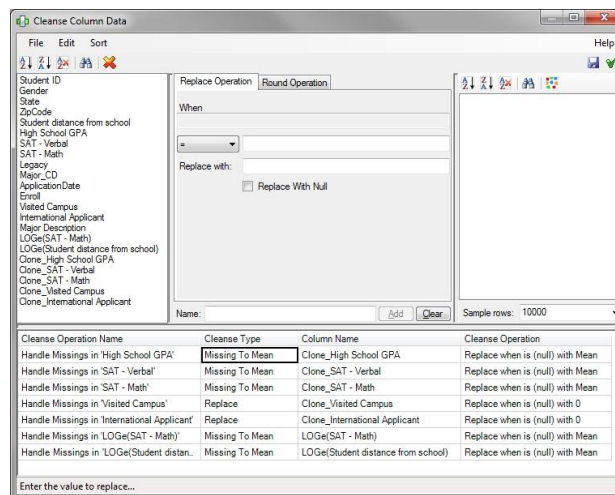 Cleanse Column Data
File Edit Sort Help
Student ID
Gender
State
ZipCode
Student distance from school
High School GPA
SAT - Verbal
SAT - Math
Legacy
Major_CD
ApplicationDate
Enroll
Visited Campus
International Applicant
Major Description
LOGe(SAT - Math)
LOGe(Student distance from school)
Clone_High School GPA
Clone_SAT - Verbal
Clone_SAT - Math
Clone_Visited Campus
Clone_International Applicant
Replace Operation Round Operation
When
=
Replace with:
Replace With Null
Name: Add Clear
Sample rows: 10000
Cleanse Operation Name Cleanse Type Column Name Cleanse Operation
Handle Missings in 'High School GPA' Missing To Mean Clone_High School GPA Replace when is (null) with Mean
Handle Missings in 'SAT - Verbal' Missing To Mean Clone_SAT - Verbal Replace when is (null) with Mean
Handle Missings in 'SAT - Math' Missing To Mean Clone_SAT - Math Replace when is (null) with Mean
Handle Missings in 'Visited Campus' Replace Clone_Visited Campus Replace when is (null) with 0
Handle Missings in 'International Applicant' Replace Clone_International Applicant Replace when is (null) with 0
Handle Missings in 'LOGe(SAT - Math)' Missing To Mean LOGe(SAT - Math) Replace when is (null) with Mean
Handle Missings in 'LOGe(Student distan... Missing To Mean LOGe(Student distance from school) Replace when is (null) with Mean
Enter the value to replace...